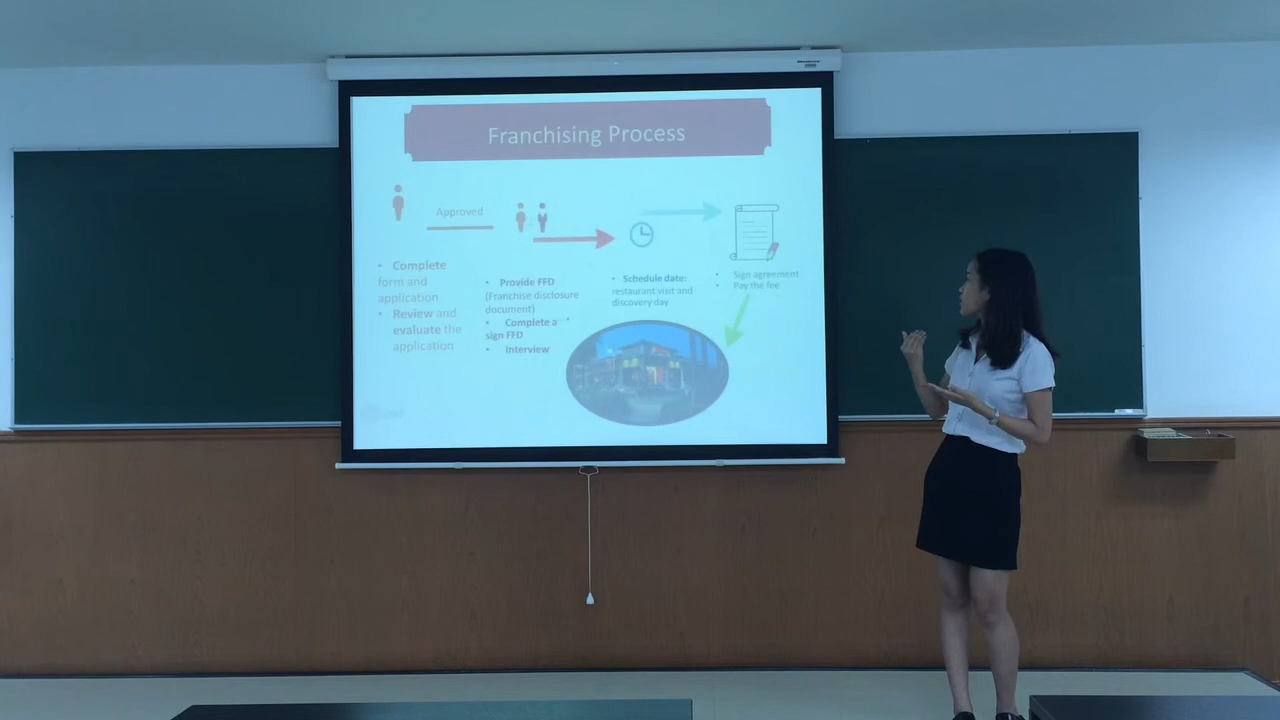 Franchising Process
Approved
• Complete
form and
application
• Review and
evaluate the
application
• Provide FFD
(Franchise disclosure
document)
• Complete a
sign FFD
• Interview
• Schedule date:
restaurant visit and
discovery day
• Sign agreement
• Pay the fee